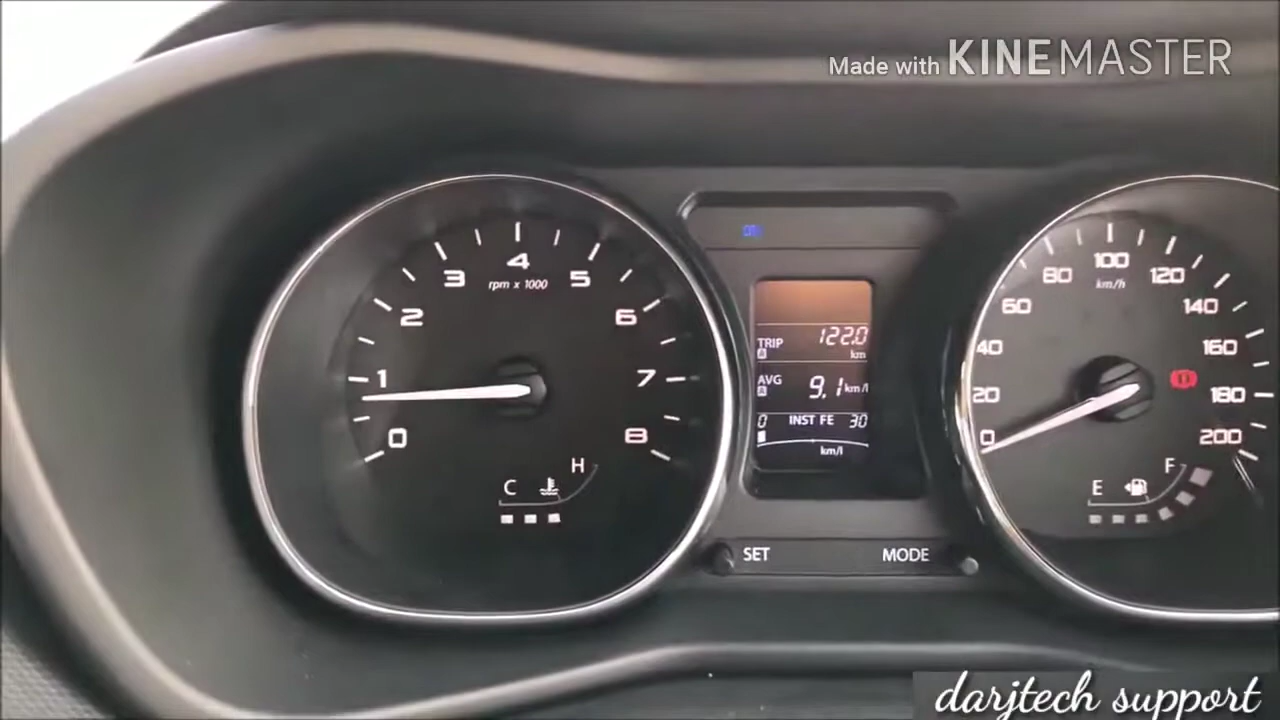 Made with KINEMASTER
0 1 2 3 4 5 6 7 8
rpm x 1000
C H
TRIP A 122.0 km
AVG A 9.1 km/l
0 INST FE 30
km/l
SET MODE
0 20 40 60 80 100 120 140 160 180 200
km/h
E F
darjtech support